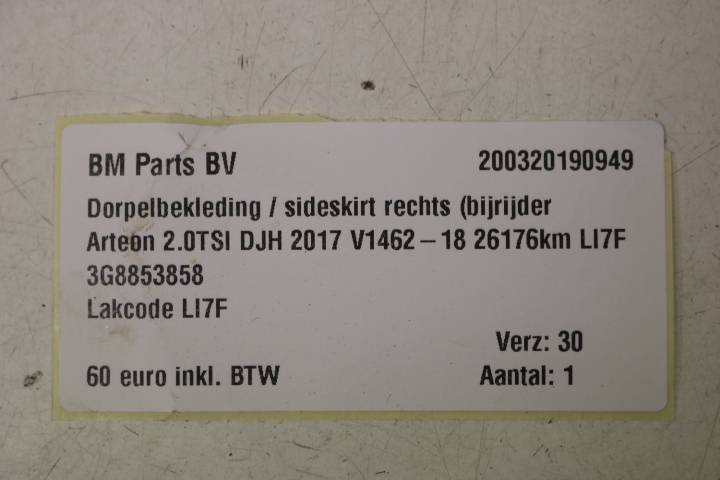 BM Parts BV 200320190949
Dorpelbekleding / sideskirt rechts (bijrijder
Arteon 2.0TSI DJH 2017 V1462 – 18 26176km LI7F
3G8853858
Lakcode LI7F
Verz: 30
60 euro inkl. BTW Aantal: 1